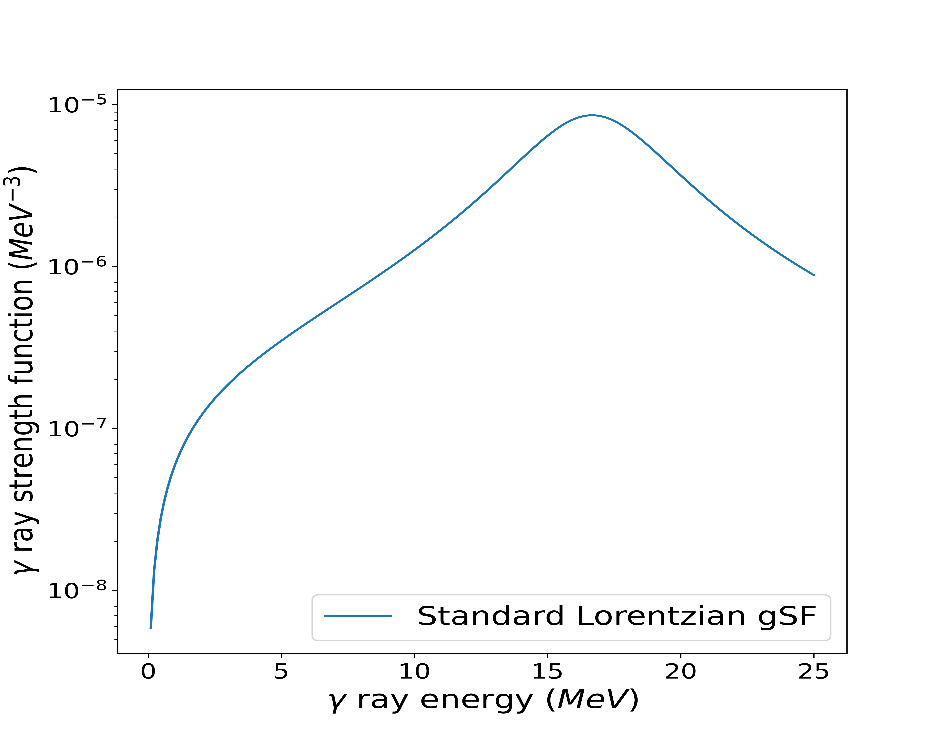 γ ray strength function (MeV⁻³)
10⁻⁵
10⁻⁶
10⁻⁷
10⁻⁸
Standard Lorentzian gSF
0 5 10 15 20 25
γ ray energy (MeV)